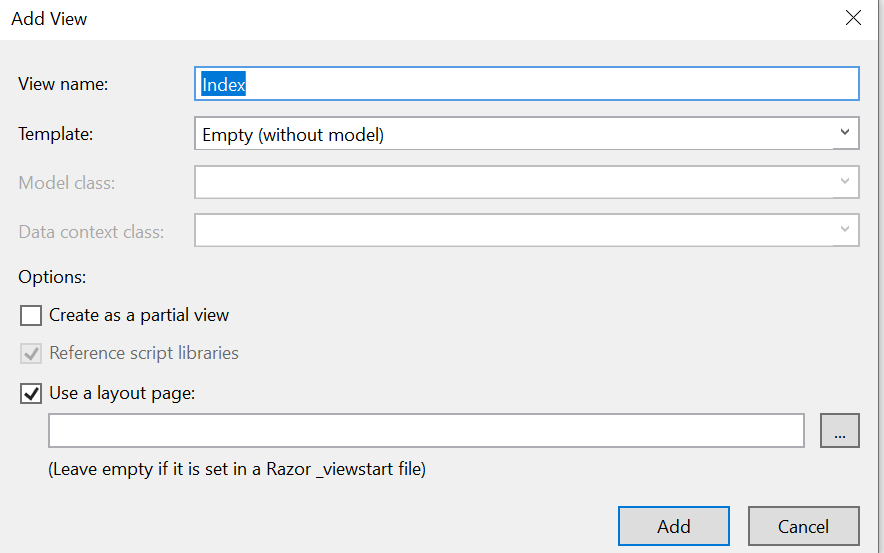 Add View
View name:
Index
Template:
Empty (without model)
Model class:
Data context class:
Options:
Create as a partial view
Reference script libraries
Use a layout page:
...
(Leave empty if it is set in a Razor _viewstart file)
Add
Cancel